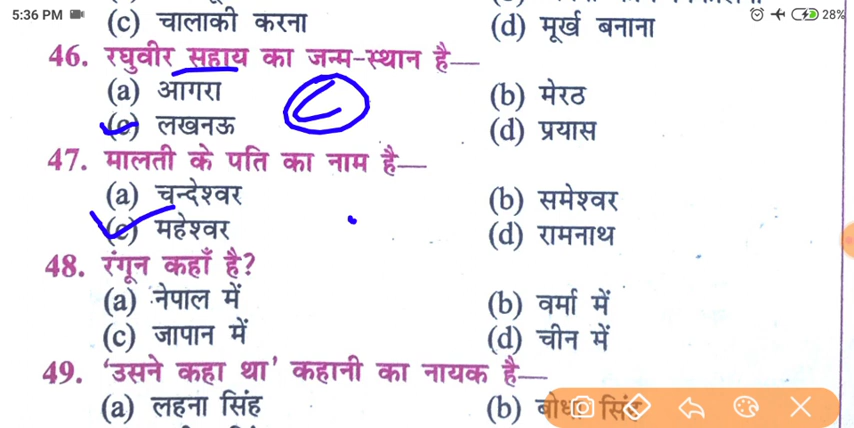 5:36 PM 28%
(c) चालाकी करना (d) मूर्ख बनाना
46. रघुवीर सहाय का जन्म-स्थान है—
(a) आगरा (b) मेरठ
(c) लखनऊ (d) प्रयास
47. मालती के पति का नाम है—
(a) चन्देश्वर (b) समेश्वर
(c) महेश्वर (d) रामनाथ
48. रंगून कहाँ है?
(a) नेपाल में (b) वर्मा में
(c) जापान में (d) चीन में
49. 'उसने कहा था' कहानी का नायक है—
(a) लहना सिंह (b) सिंह